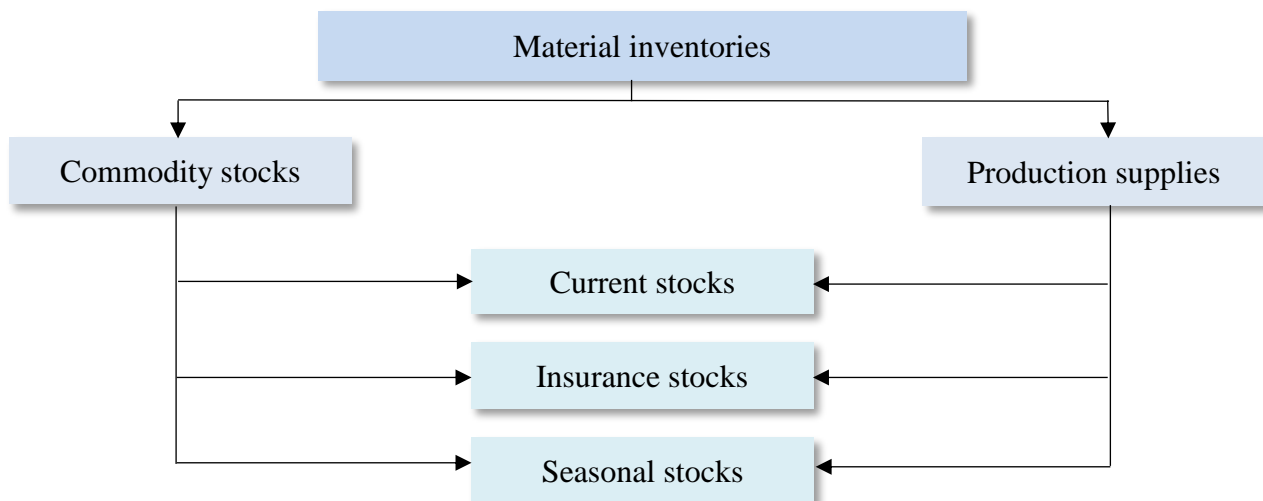 Material inventories
Commodity stocks
Production supplies
Current stocks
Insurance stocks
Seasonal stocks